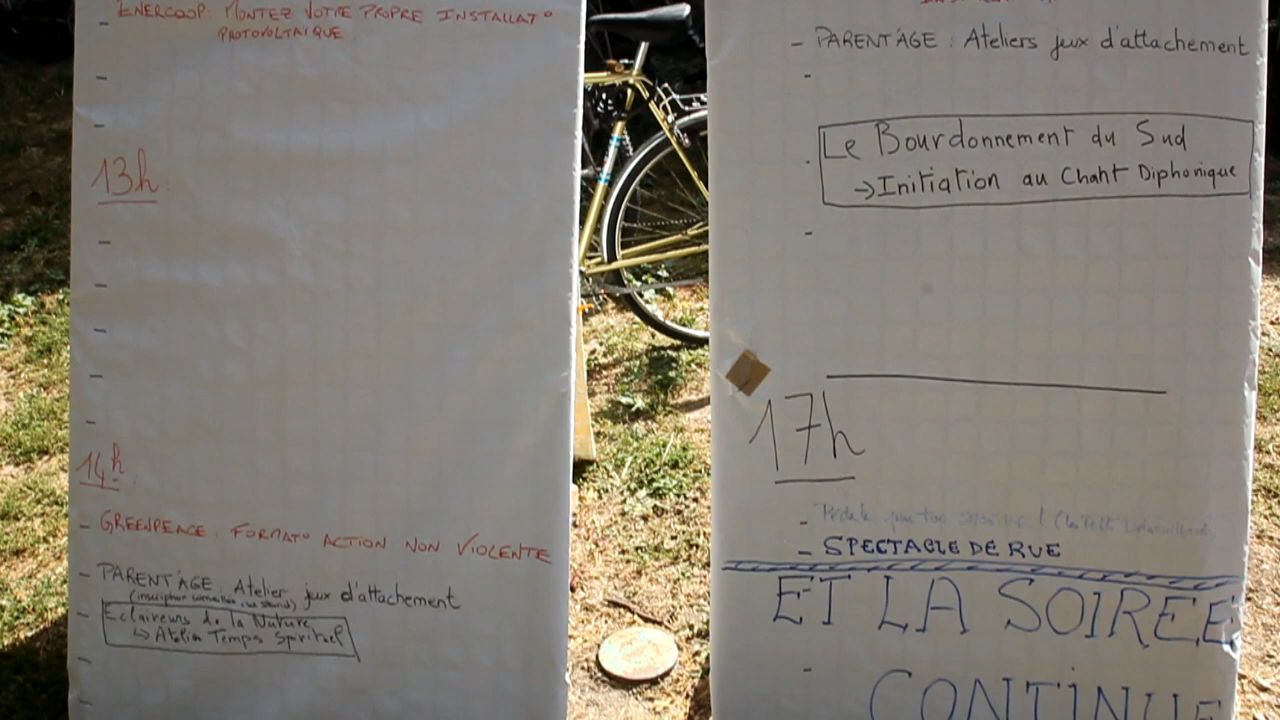 ENERCOOP: MONTEZ VOTRE PROPRE INSTALLAT°
PHOTOVOLTAÏQUE
13h:
14h:
- GREENPEACE: FORMAT° ACTION NON VIOLENTE
- PARENT'AGE: Atelier jeux d'attachement
Eclaireurs de la Nature
↳ Atelier Temps Spirituel
- PARENT'AGE: Ateliers jeux d'attachement
Le Bourdonnement du Sud
→ Initiation au Chant Diphonique
17h
- SPECTACLE DE RUE
ET LA SOIREE
CONTINUE